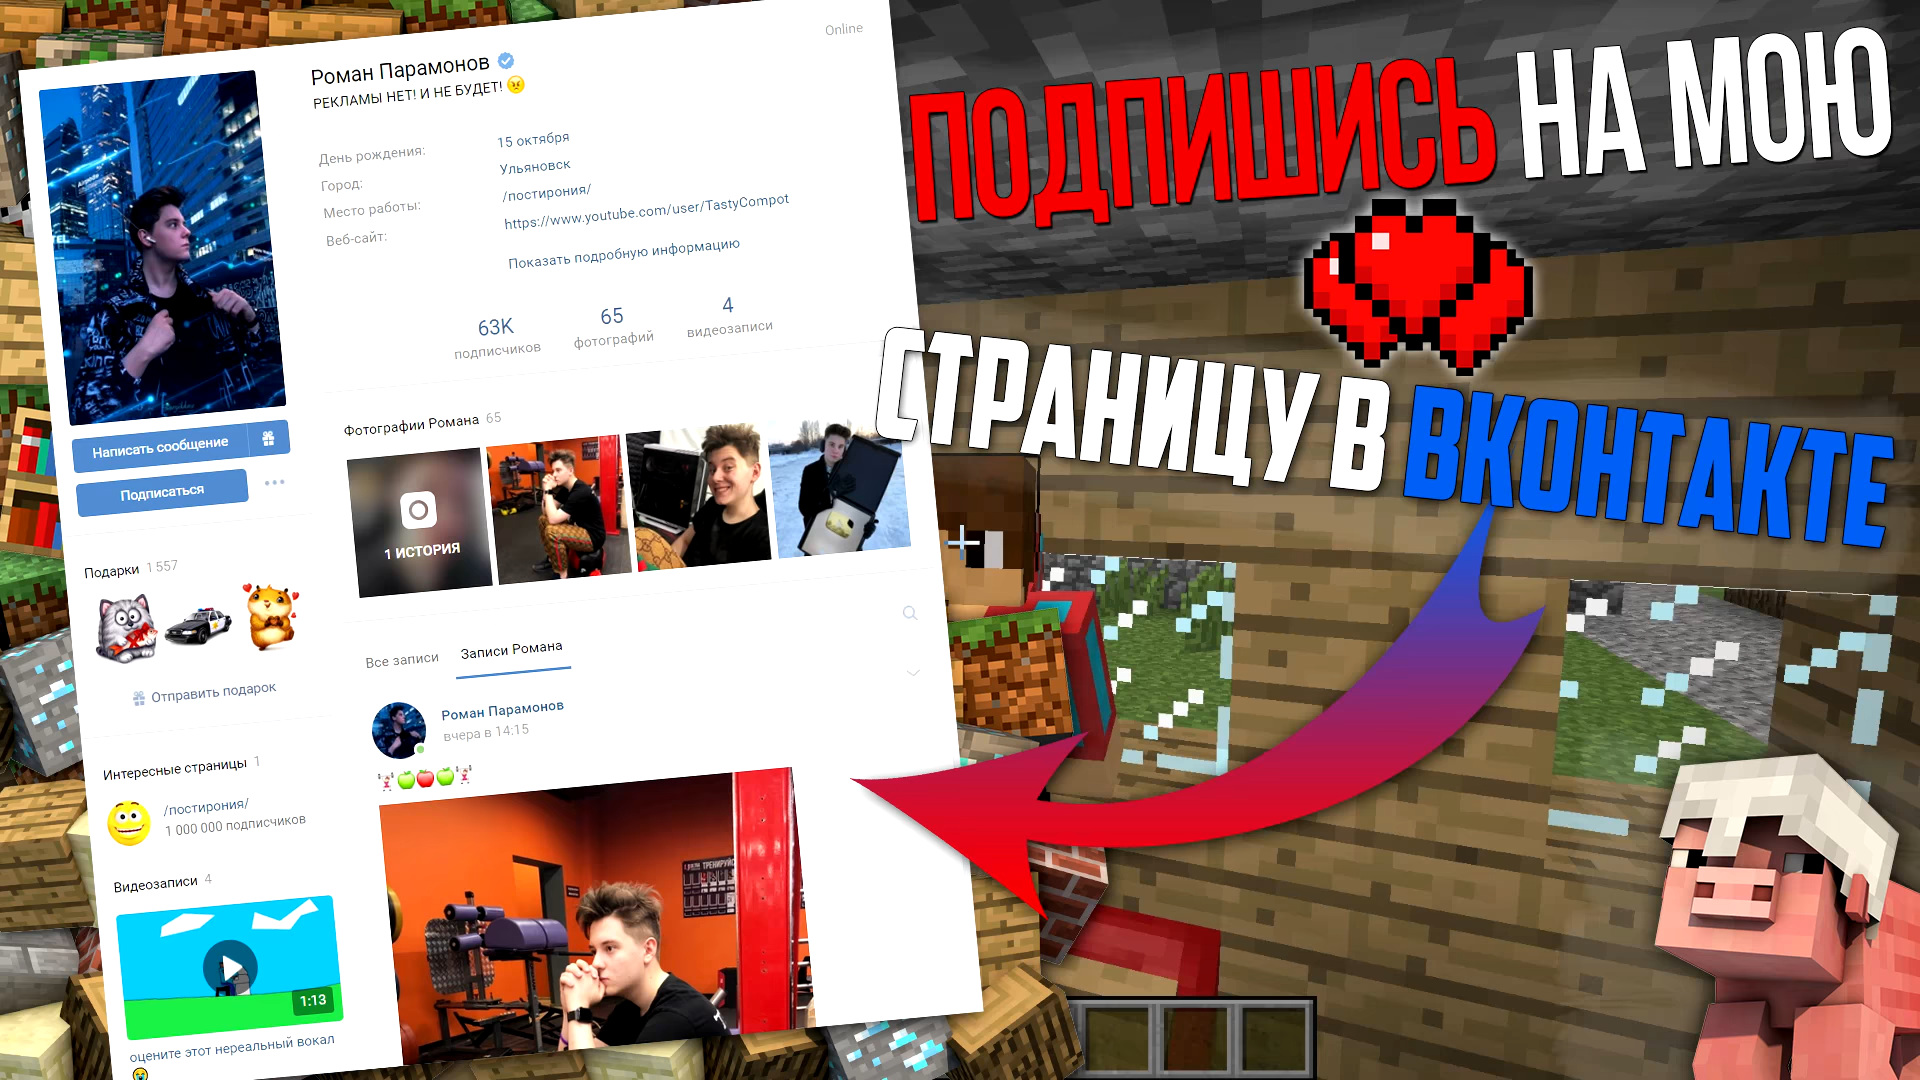 Online
Роман Парамонов
РЕКЛАМЫ НЕТ! И НЕ БУДЕТ!
День рождения: 15 октября
Город: Ульяновск
Место работы: /постирония/
Веб-сайт: https://www.youtube.com/user/TastyCompot
Показать подробную информацию
63K 65 4
подписчиков фотографий видеозаписи
Написать сообщение
Подписаться
Фотографии Романа 65
1 ИСТОРИЯ
Подарки 1 557
Отправить подарок
Все записи Записи Романа
Роман Парамонов
вчера в 14:15
Интересные страницы 1
/постирония/
1 000 000 подписчиков
Видеозаписи 4
1:13
оцените этот нереальный вокал
ПОДПИШИСЬ НА МОЮ
СТРАНИЦУ В ВКОНТАКТЕ